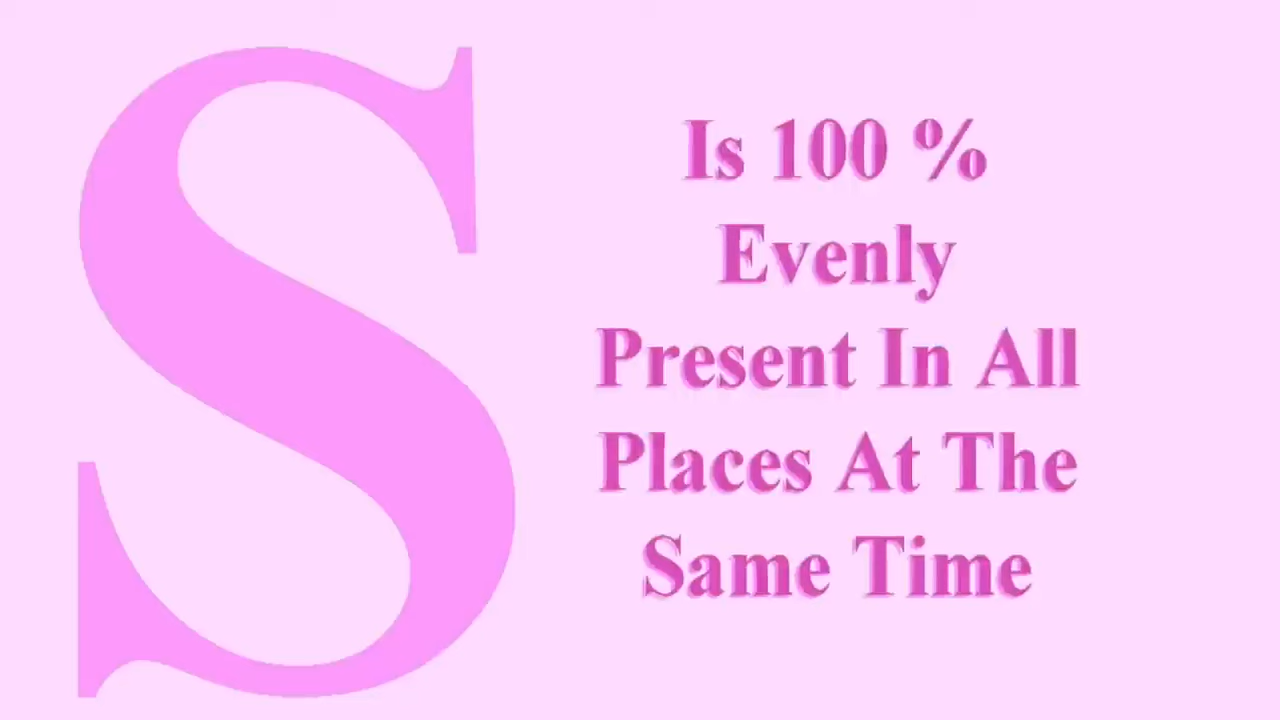 S
Is 100 %
Evenly
Present In All
Places At The
Same Time